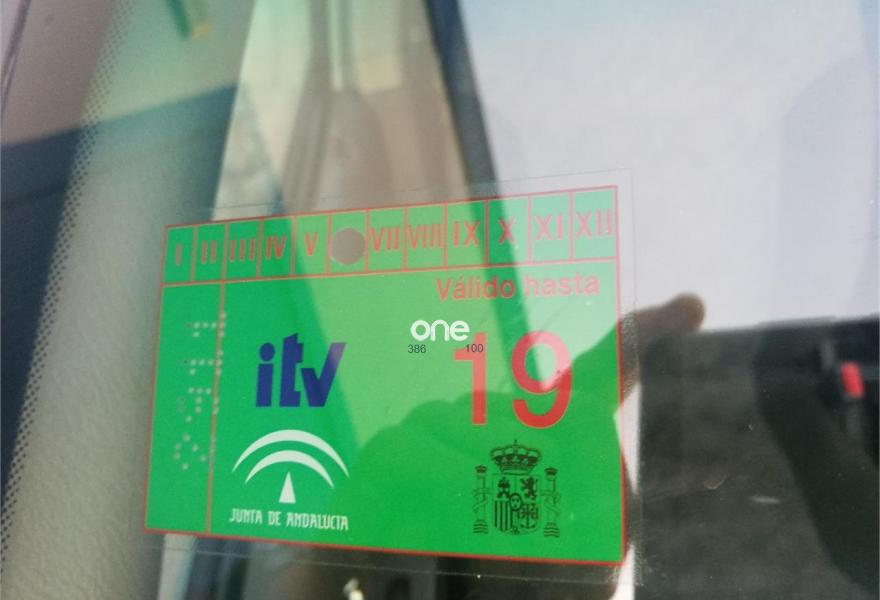 I II III IV V VII VIII IX X XI XII
Válido hasta
one
386 100
itv 19
JUNTA DE ANDALUCIA